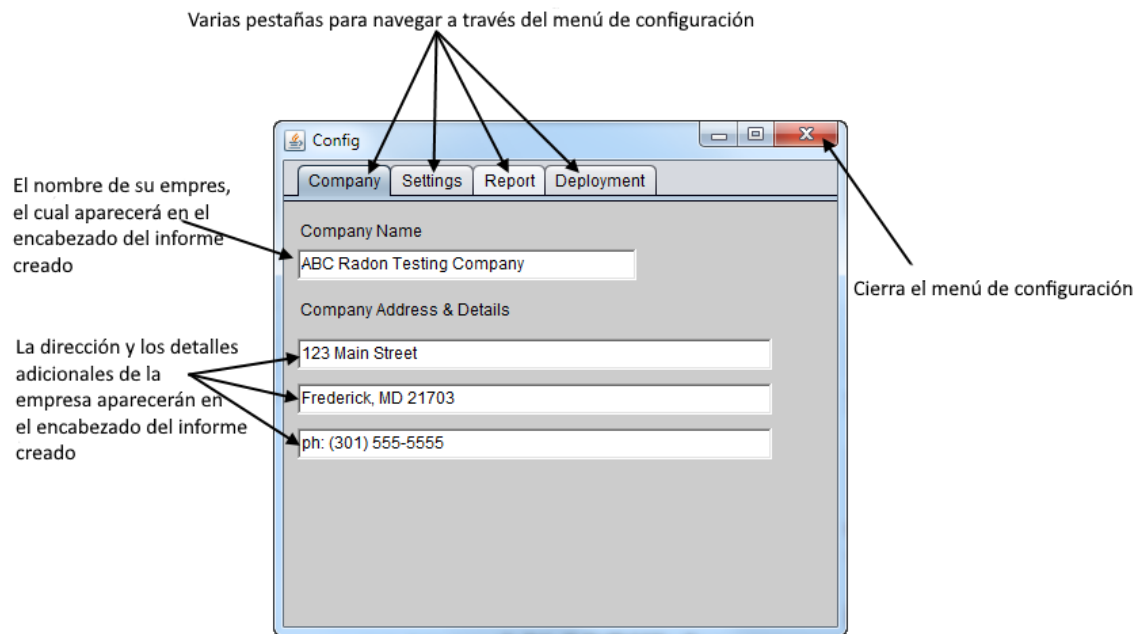 Varias pestañas para navegar a través del menú de configuración
Config
Company Settings Report Deployment
El nombre de su empres,
el cual aparecerá en el
encabezado del informe
creado
Company Name
ABC Radon Testing Company
Cierra el menú de configuración
Company Address & Details
La dirección y los detalles
adicionales de la
empresa aparecerán en
el encabezado del informe
creado
123 Main Street
Frederick, MD 21703
ph: (301) 555-5555